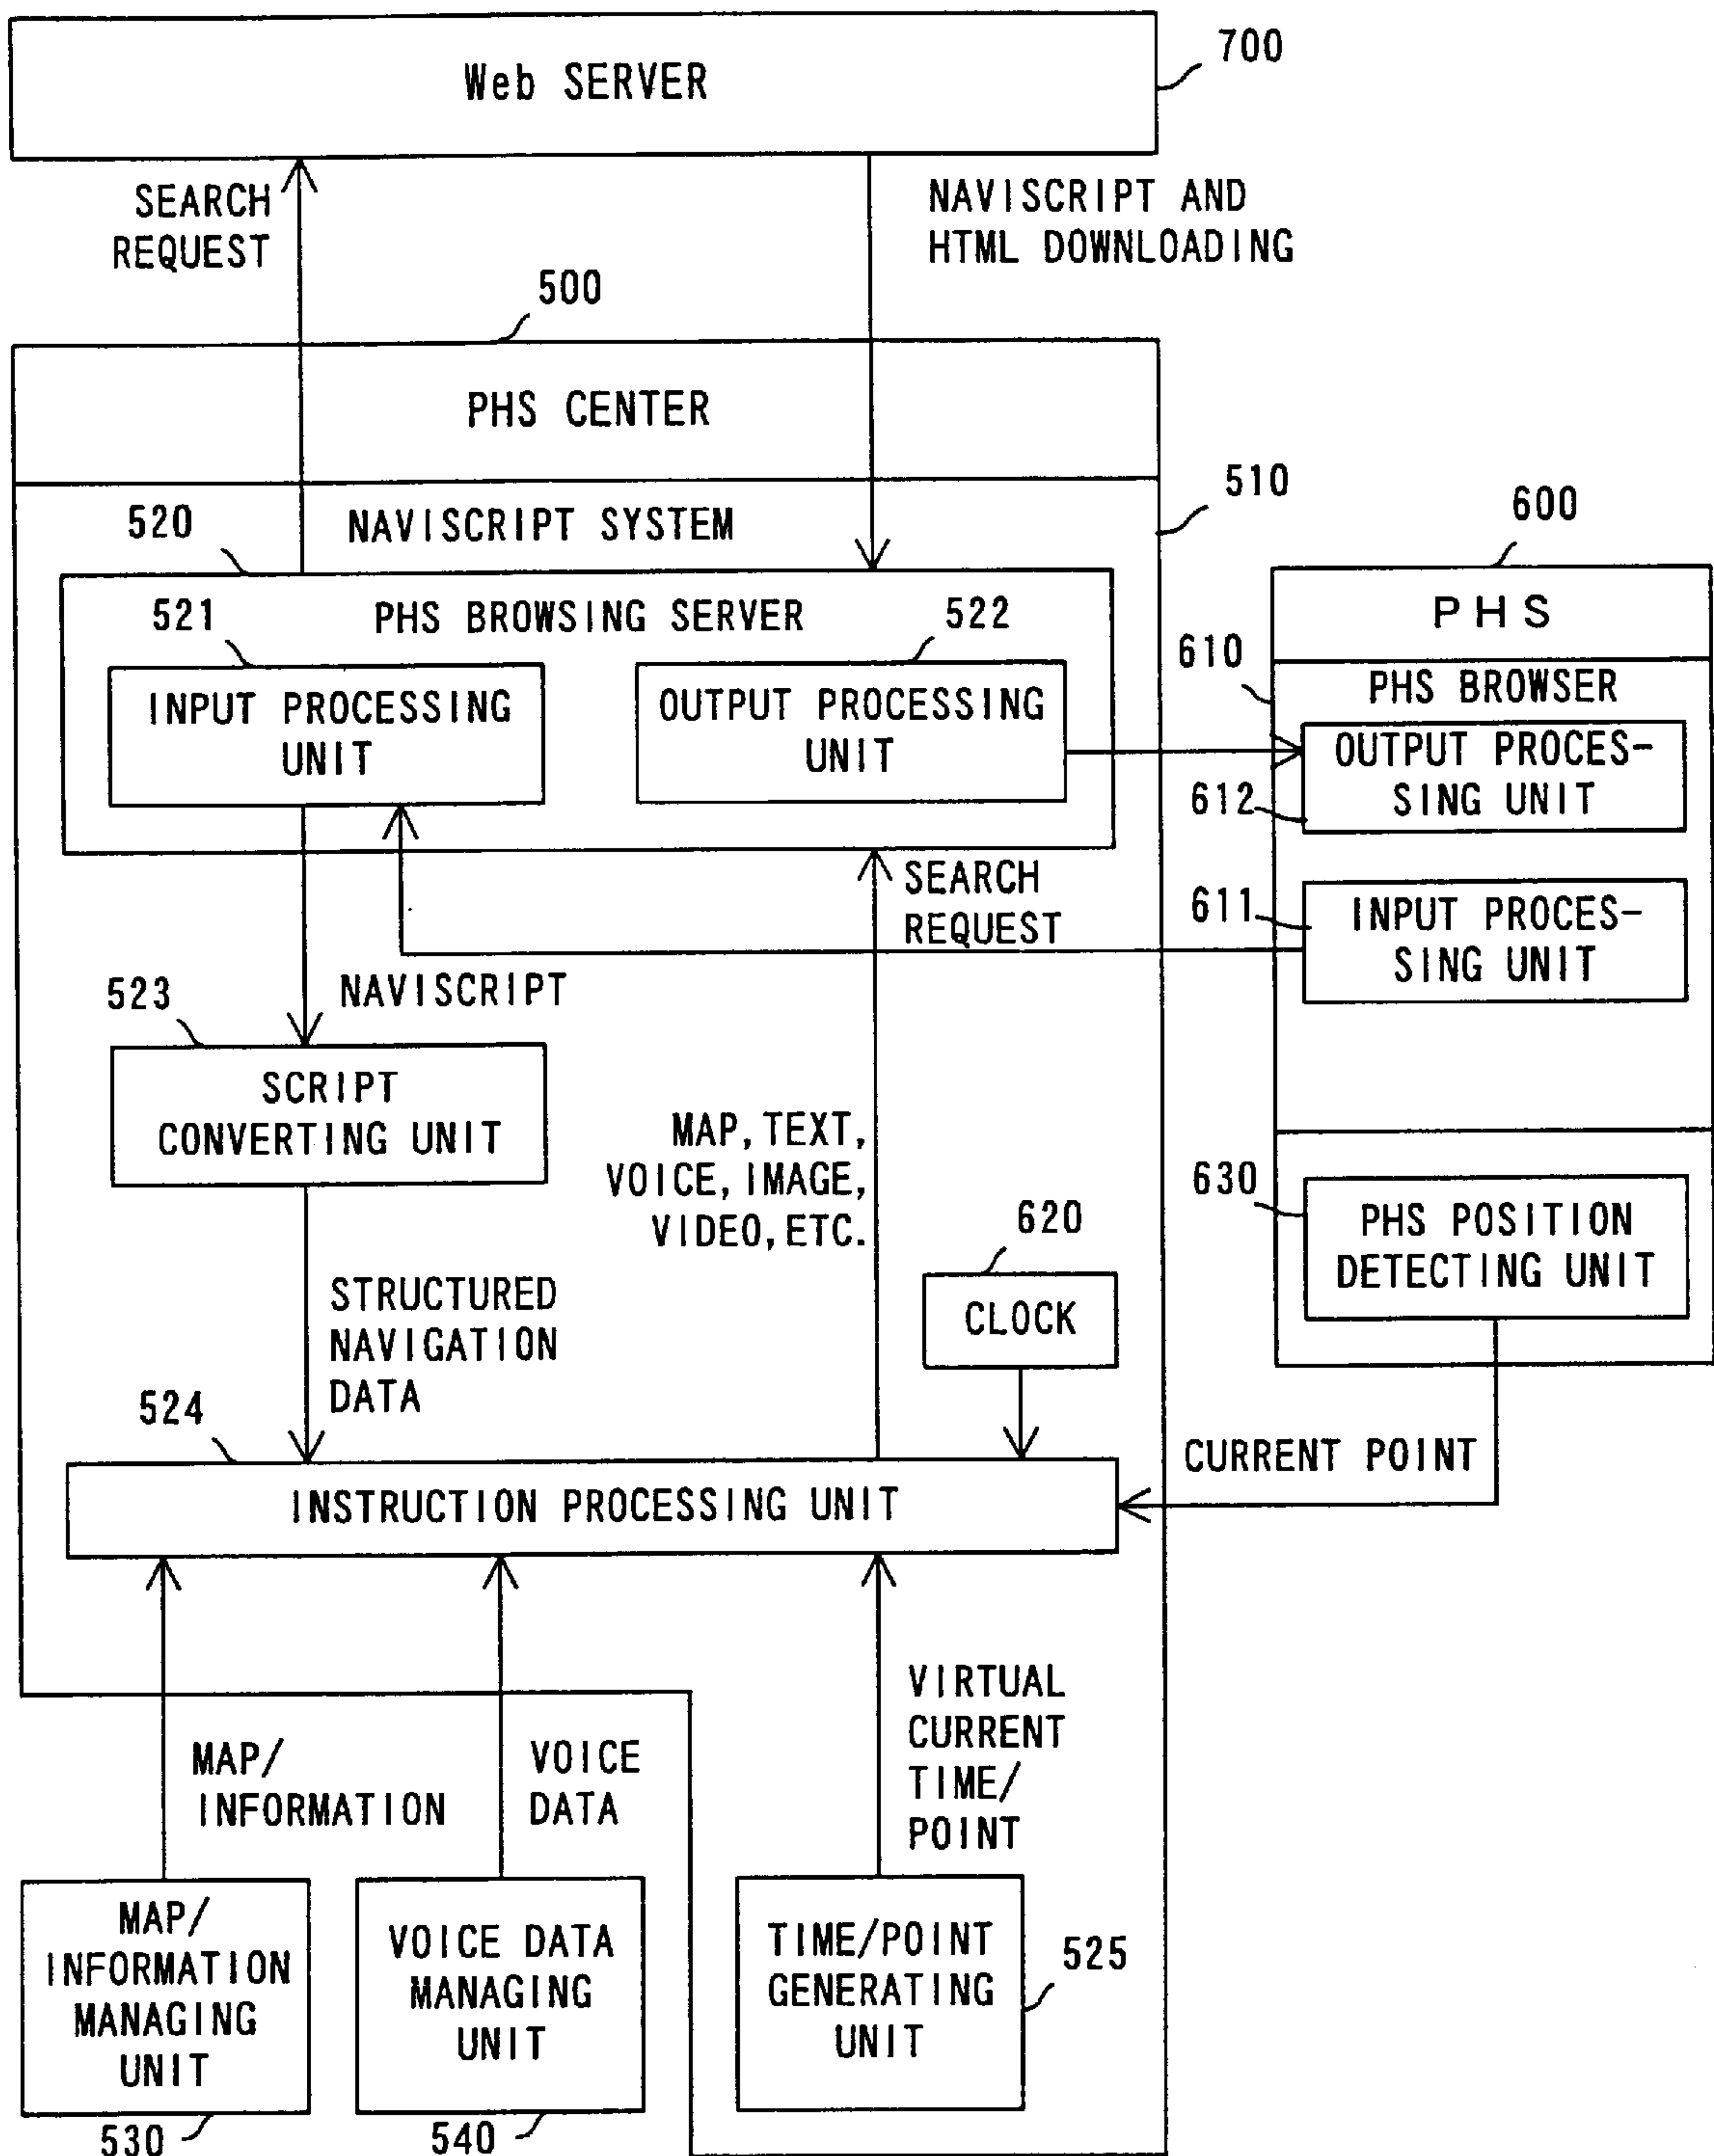 700
Web SERVER
SEARCH
REQUEST
NAVISCRIPT AND
HTML DOWNLOADING
500
PHS CENTER
510
520
NAVISCRIPT SYSTEM
600
521
PHS BROWSING SERVER
522
PHS
610
PHS BROWSER
INPUT PROCESSING
UNIT
OUTPUT PROCESSING
UNIT
OUTPUT PROCES-
SING UNIT
612
SEARCH
REQUEST
611
INPUT PROCES-
SING UNIT
523
NAVISCRIPT
SCRIPT
CONVERTING UNIT
MAP, TEXT,
VOICE, IMAGE,
VIDEO, ETC.
630
PHS POSITION
DETECTING UNIT
620
CLOCK
STRUCTURED
NAVIGATION
DATA
524
CURRENT POINT
INSTRUCTION PROCESSING UNIT
MAP/
INFORMATION
VOICE
DATA
VIRTUAL
CURRENT
TIME/
POINT
MAP/
INFORMATION
MANAGING
UNIT
VOICE DATA
MANAGING
UNIT
TIME/POINT
GENERATING
UNIT
525
530
540